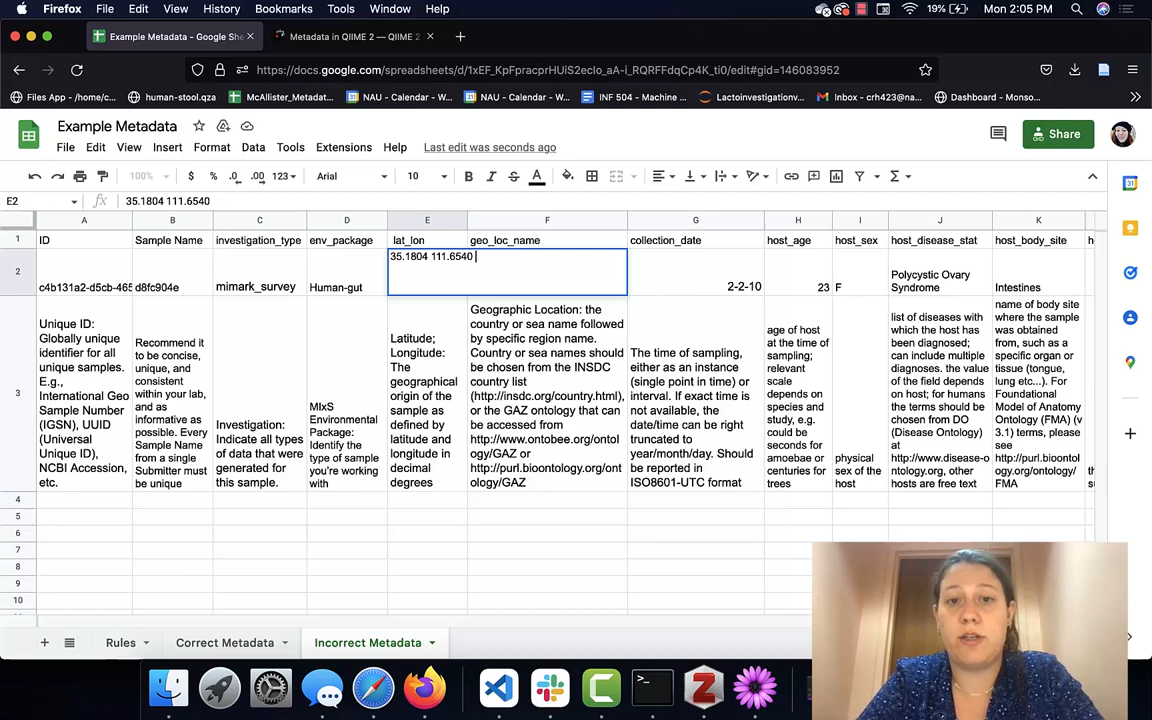 Firefox File Edit View History Bookmarks Tools Window Help 19% Mon 2:05 PM
Example Metadata - Google She Metadata in QIIME 2 — QIIME 2
https://docs.google.com/spreadsheets/d/1xEF_KpFpracprHUiS2ecIo_aA-i_RQRFFdqCp4K_ti0/edit#gid=146083952
Files App - /home/c... human-stool.qza McAllister_Metadat... NAU - Calendar - W... NAU - Calendar - W... INF 504 - Machine ... Lactoinvestigationv... Inbox - crh423@na... Dashboard - Monso...
Example Metadata
File Edit View Insert Format Data Tools Extensions Help Last edit was seconds ago
Share
100% $ % .0 .00 123 Arial 10 B I S A
E2 fx 35.1804 111.6540
A B C D E F G H I J K
1 ID Sample Name investigation_type env_package lat_lon geo_loc_name collection_date host_age host_sex host_disease_stat host_body_site
2 c4b131a2-d5cb-465 d8fc904e mimark_survey Human-gut 35.1804 111.6540 2-2-10 23 F Polycystic Ovary Syndrome Intestines
3
Unique ID:
Globally unique
identifier for all
unique samples.
E.g.,
International Geo
Sample Number
(IGSN), UUID
(Universal
Unique ID),
NCBI Accession,
etc.
Recommend it
to be concise,
unique, and
consistent
within your lab,
and as
informative as
possible. Every
Sample Name
from a single
Submitter must
be unique
Investigation:
Indicate all types
of data that were
generated for
this sample.
MIxS
Environmental
Package:
Identify the
type of sample
you're working
with
Latitude;
Longitude:
The
geographical
origin of the
sample as
defined by
latitude and
longitude in
decimal
degrees
Geographic Location: the
country or sea name followed
by specific region name.
Country or sea names should
be chosen from the INSDC
country list
(http://insdc.org/country.html),
or the GAZ ontology that can
be accessed from
http://www.ontobee.org/ontol
ogy/GAZ or
http://purl.bioontology.org/ont
ology/GAZ
The time of sampling,
either as an instance
(single point in time) or
interval. If exact time is
not available, the
date/time can be right
truncated to
year/month/day. Should
be reported in
ISO8601-UTC format
age of host
at the time of
sampling;
relevant
scale
depends on
species and
study, e.g.
could be
seconds for
amoebae or
centuries for
trees
physical
sex of the
host
list of diseases with
which the host has
been diagnosed;
can include multiple
diagnoses. the value
of the field depends
on host; for humans
the terms should be
chosen from DO
(Disease Ontology) at
http://www.disease-o
ntology.org, other
hosts are free text
name of body site
where the sample was
obtained
from, such as a
specific organ or
tissue (tongue,
lung etc...). For
Foundational
Model of Anatomy
Ontology (FMA) (v
3.1) terms, please
see
http://purl.bioontol
ogy.org/ontology/
FMA
4
5
6
7
8
9
10
Rules Correct Metadata Incorrect Metadata